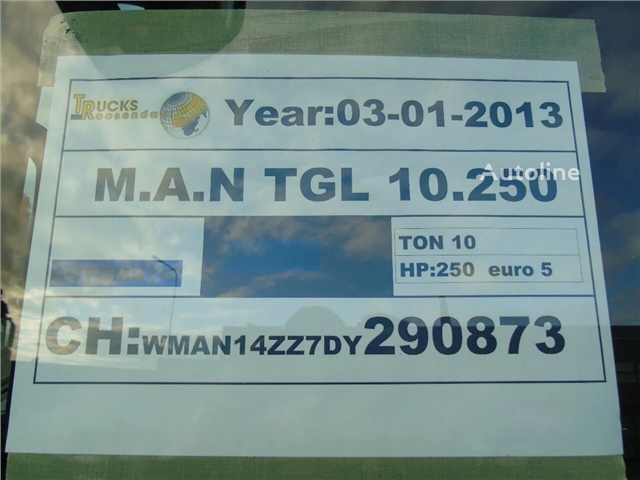 TRUCKS
Roosendaal
Year:03-01-2013
M.A.N TGL 10.250
Autoline
TON 10
HP:250 euro 5
CH:WMAN14ZZ7DY290873